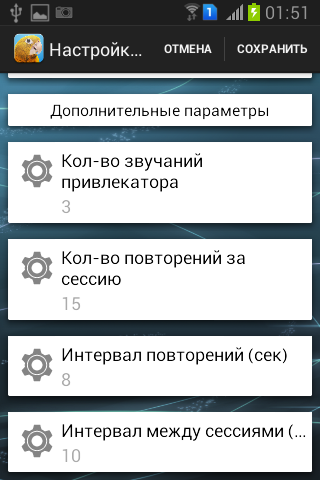 01:51
Настройк...
ОТМЕНА
СОХРАНИТЬ
Дополнительные параметры
Кол-во звучаний
привлекатора
3
Кол-во повторений за
сессию
15
Интервал повторений (сек)
8
Интервал между сессиями (...
10